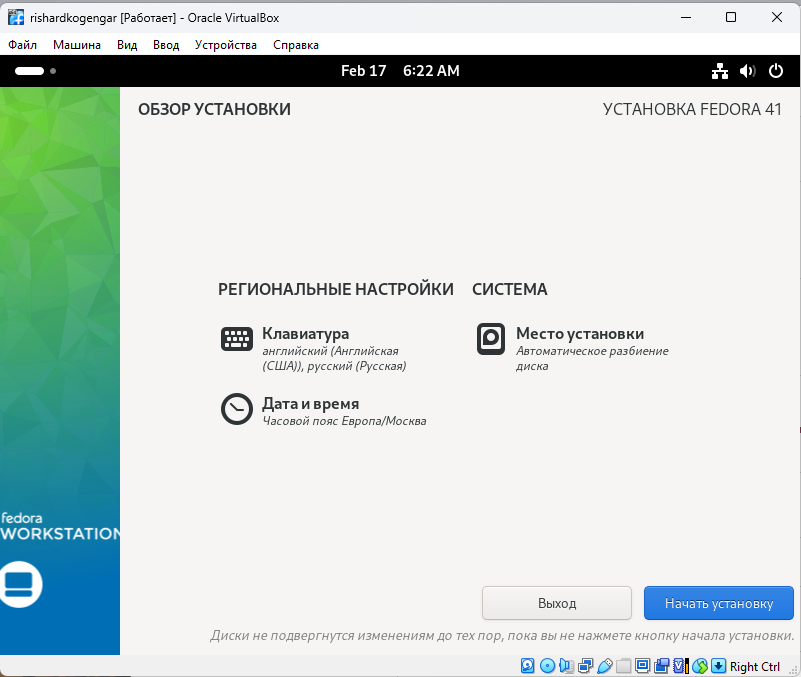 rishardkogengar [Работает] - Oracle VirtualBox
Файл Машина Вид Ввод Устройства Справка
Feb 17 6:22 AM
ОБЗОР УСТАНОВКИ
УСТАНОВКА FEDORA 41
РЕГИОНАЛЬНЫЕ НАСТРОЙКИ
СИСТЕМА
Клавиатура
английский (Английская
(США)), русский (Русская)
Место установки
Автоматическое разбиение
диска
Дата и время
Часовой пояс Европа/Москва
fedora
WORKSTATION
Выход
Начать установку
Диски не подвергнутся изменениям до тех пор, пока вы не нажмете кнопку начала установки.
Right Ctrl